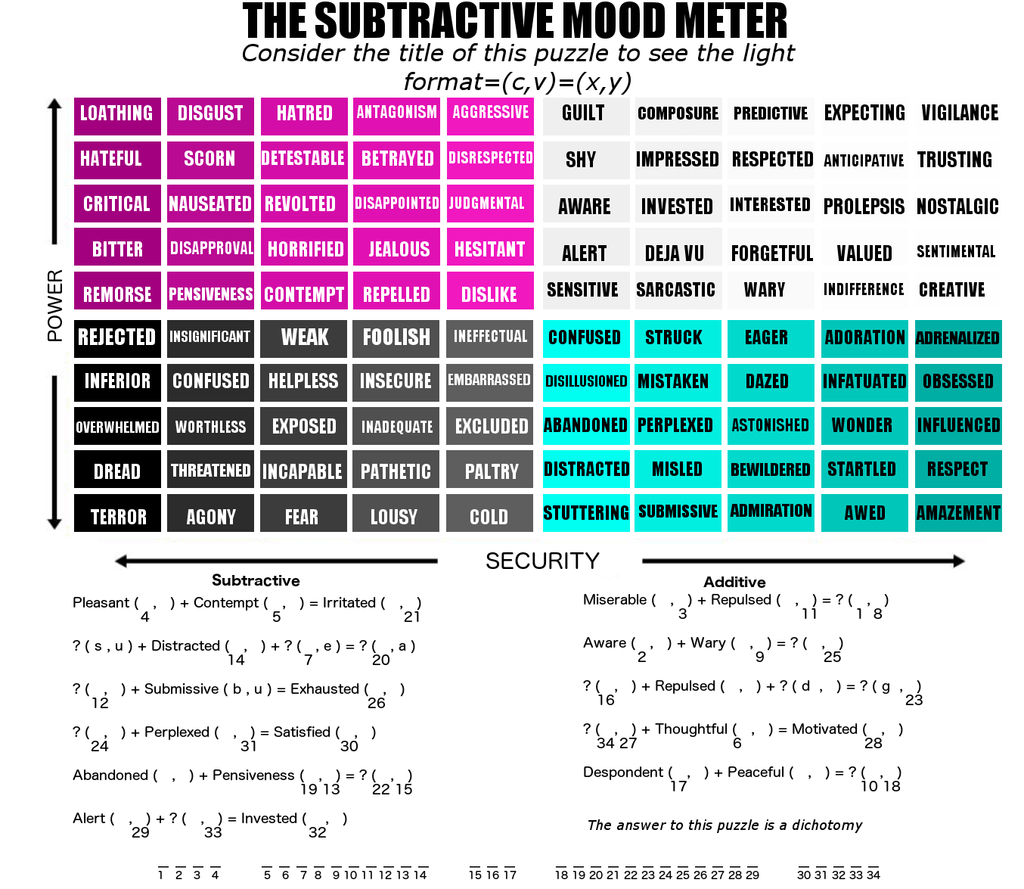 THE SUBTRACTIVE MOOD METER
Consider the title of this puzzle to see the light
format=(c,v)=(x,y)
LOATHING DISGUST HATRED ANTAGONISM AGGRESSIVE GUILT COMPOSURE PREDICTIVE EXPECTING VIGILANCE
HATEFUL SCORN DETESTABLE BETRAYED DISRESPECTED SHY IMPRESSED RESPECTED ANTICIPATIVE TRUSTING
CRITICAL NAUSEATED REVOLTED DISAPPOINTED JUDGMENTAL AWARE INVESTED INTERESTED PROLEPSIS NOSTALGIC
BITTER DISAPPROVAL HORRIFIED JEALOUS HESITANT ALERT DEJA VU FORGETFUL VALUED SENTIMENTAL
REMORSE PENSIVENESS CONTEMPT REPELLED DISLIKE SENSITIVE SARCASTIC WARY INDIFFERENCE CREATIVE
POWER
REJECTED INSIGNIFICANT WEAK FOOLISH INEFFECTUAL CONFUSED STRUCK EAGER ADORATION ADRENALIZED
INFERIOR CONFUSED HELPLESS INSECURE EMBARRASSED DISILLUSIONED MISTAKEN DAZED INFATUATED OBSESSED
OVERWHELMED WORTHLESS EXPOSED INADEQUATE EXCLUDED ABANDONED PERPLEXED ASTONISHED WONDER INFLUENCED
DREAD THREATENED INCAPABLE PATHETIC PALTRY DISTRACTED MISLED BEWILDERED STARTLED RESPECT
TERROR AGONY FEAR LOUSY COLD STUTTERING SUBMISSIVE ADMIRATION AWED AMAZEMENT
SECURITY
Subtractive
Pleasant ( , ) + Contempt ( , ) = Irritated ( , )
4 5 21
? ( s , u ) + Distracted ( , ) + ? ( , e ) = ? ( , a )
14 7 20
? ( , ) + Submissive ( b , u ) = Exhausted ( , )
12 26
? ( , ) + Perplexed ( , ) = Satisfied ( , )
24 31 30
Abandoned ( , ) + Pensiveness ( , ) = ? ( , )
19 13 22 15
Alert ( , ) + ? ( , ) = Invested ( , )
29 33 32
Additive
Miserable ( , ) + Repulsed ( , ) = ? ( , )
3 11 1 8
Aware ( , ) + Wary ( , ) = ? ( , )
2 9 25
? ( , ) + Repulsed ( , ) + ? ( d , ) = ? ( g , )
16 23
? ( , ) + Thoughtful ( , ) = Motivated ( , )
34 27 6 28
Despondent ( , ) + Peaceful ( , ) = ? ( , )
17 10 18
The answer to this puzzle is a dichotomy
1 2 3 4 5 6 7 8 9 10 11 12 13 14 15 16 17 18 19 20 21 22 23 24 25 26 27 28 29 30 31 32 33 34